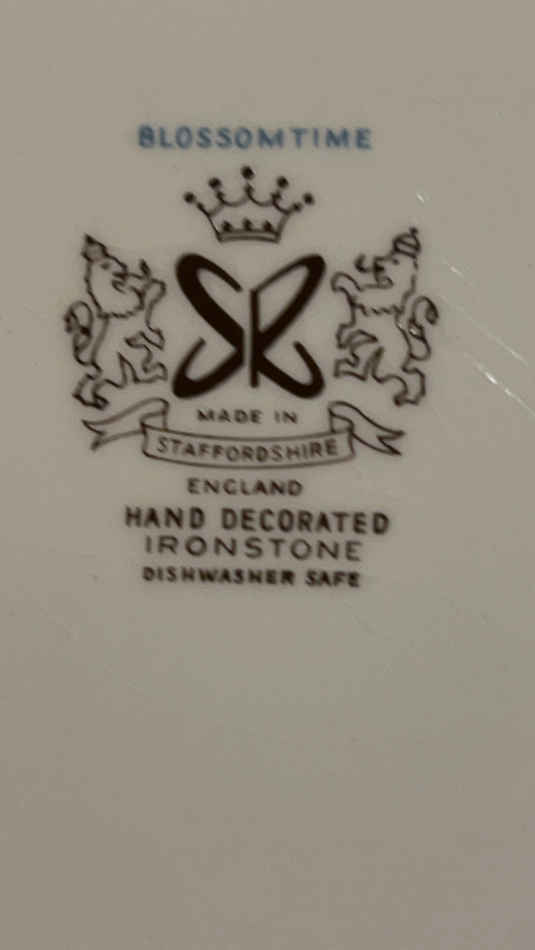 BLOSSOMTIME
SR
MADE IN
STAFFORDSHIRE
ENGLAND
HAND DECORATED
IRONSTONE
DISHWASHER SAFE